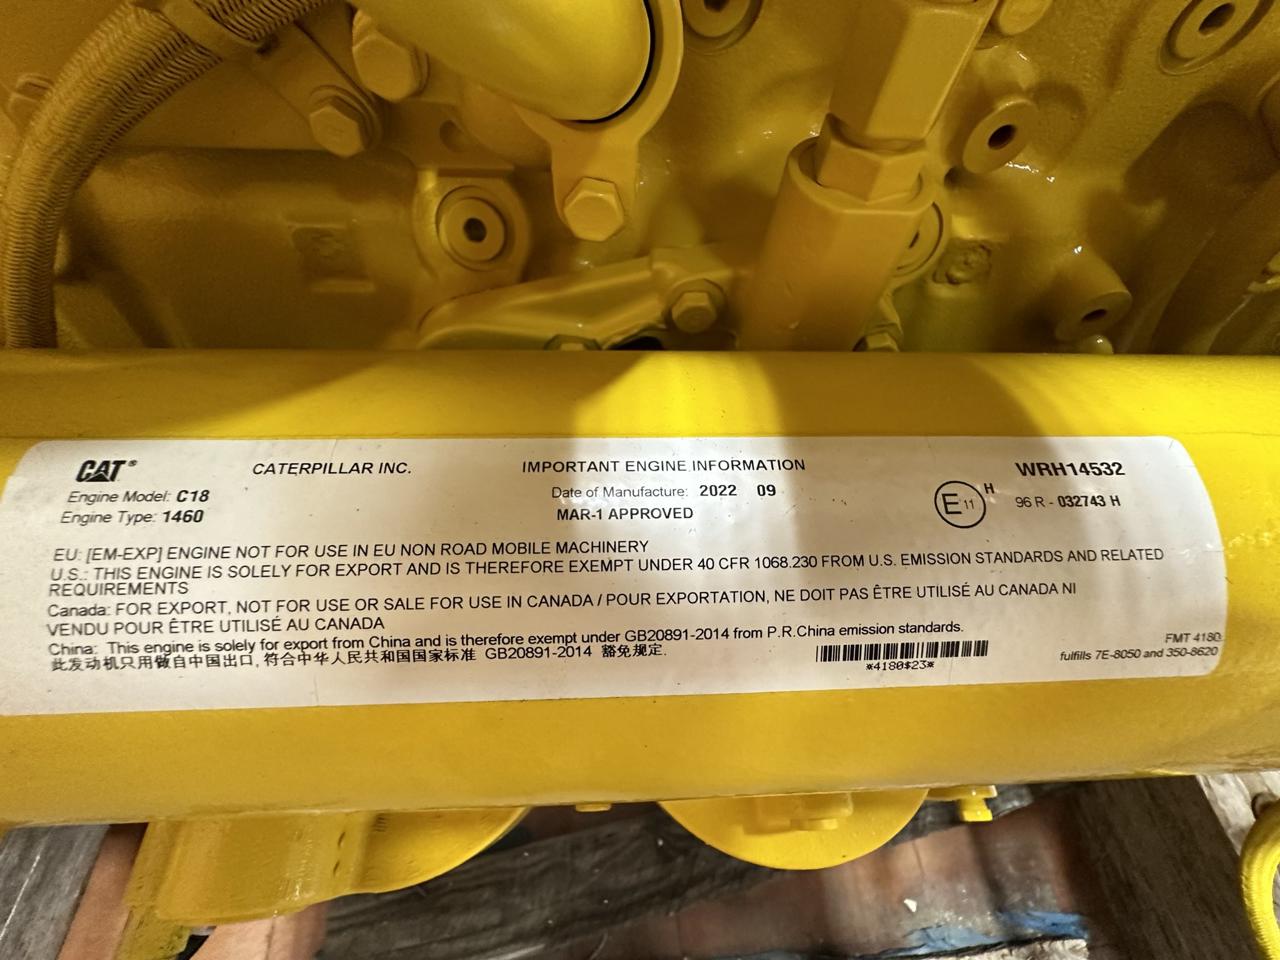 CAT®
CATERPILLAR INC.
IMPORTANT ENGINE INFORMATION
WRH14532
Engine Model: C18
Date of Manufacture: 2022 09
Engine Type: 1460
MAR-1 APPROVED
E 11 H
96 R - 032743 H
EU: [EM-EXP] ENGINE NOT FOR USE IN EU NON ROAD MOBILE MACHINERY
U.S.: THIS ENGINE IS SOLELY FOR EXPORT AND IS THEREFORE EXEMPT UNDER 40 CFR 1068.230 FROM U.S. EMISSION STANDARDS AND RELATED
REQUIREMENTS
Canada: FOR EXPORT, NOT FOR USE OR SALE FOR USE IN CANADA / POUR EXPORTATION, NE DOIT PAS ÊTRE UTILISÉ AU CANADA NI
VENDU POUR ÊTRE UTILISÉ AU CANADA
China: This engine is solely for export from China and is therefore exempt under GB20891-2014 from P.R.China emission standards.
此发动机只用做自中国出口, 符合中华人民共和国国家标准 GB20891-2014 豁免规定.
*4180$23*
FMT 4180
fulfills 7E-8050 and 350-8620